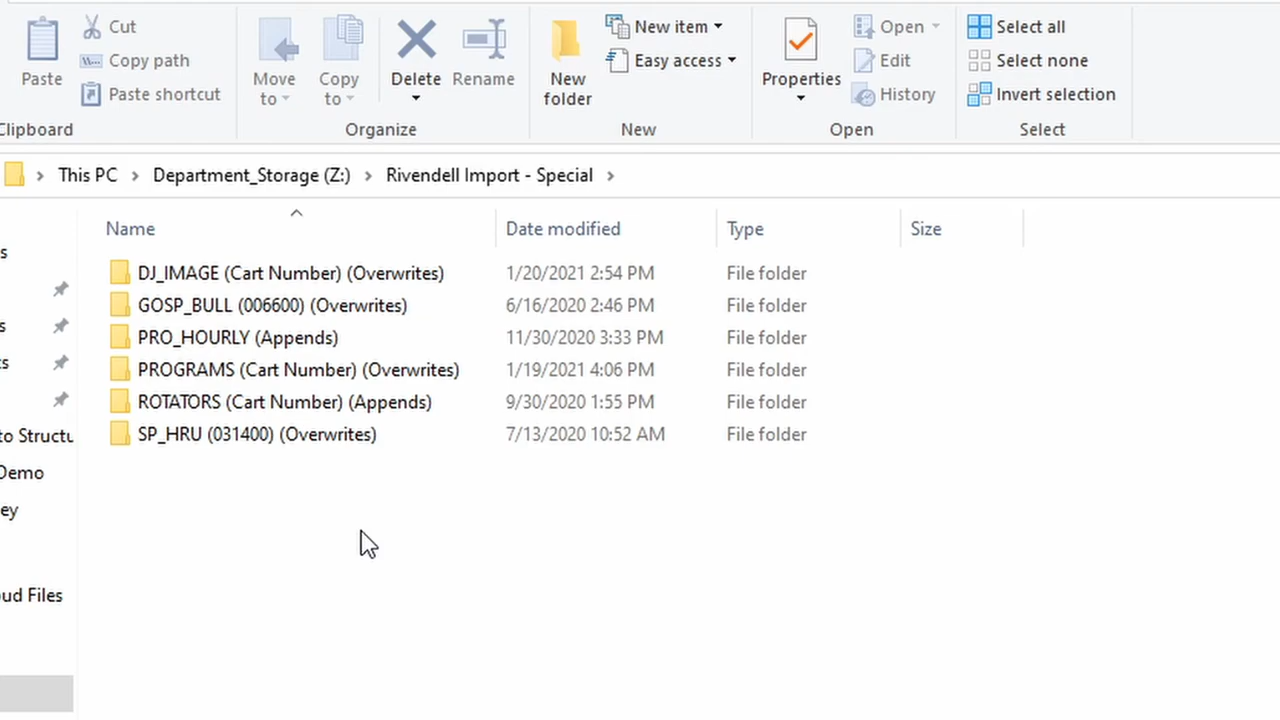 Paste
Cut
Copy path
Paste shortcut
Clipboard
Move to
Copy to
Delete
Rename
Organize
New folder
New item
Easy access
New
Properties
Open
Edit
History
Open
Select all
Select none
Invert selection
Select
This PC > Department_Storage (Z:) > Rivendell Import - Special >
Name Date modified Type Size
DJ_IMAGE (Cart Number) (Overwrites) 1/20/2021 2:54 PM File folder
GOSP_BULL (006600) (Overwrites) 6/16/2020 2:46 PM File folder
PRO_HOURLY (Appends) 11/30/2020 3:33 PM File folder
PROGRAMS (Cart Number) (Overwrites) 1/19/2021 4:06 PM File folder
ROTATORS (Cart Number) (Appends) 9/30/2020 1:55 PM File folder
SP_HRU (031400) (Overwrites) 7/13/2020 10:52 AM File folder
to Structu
Demo
ey
oud Files